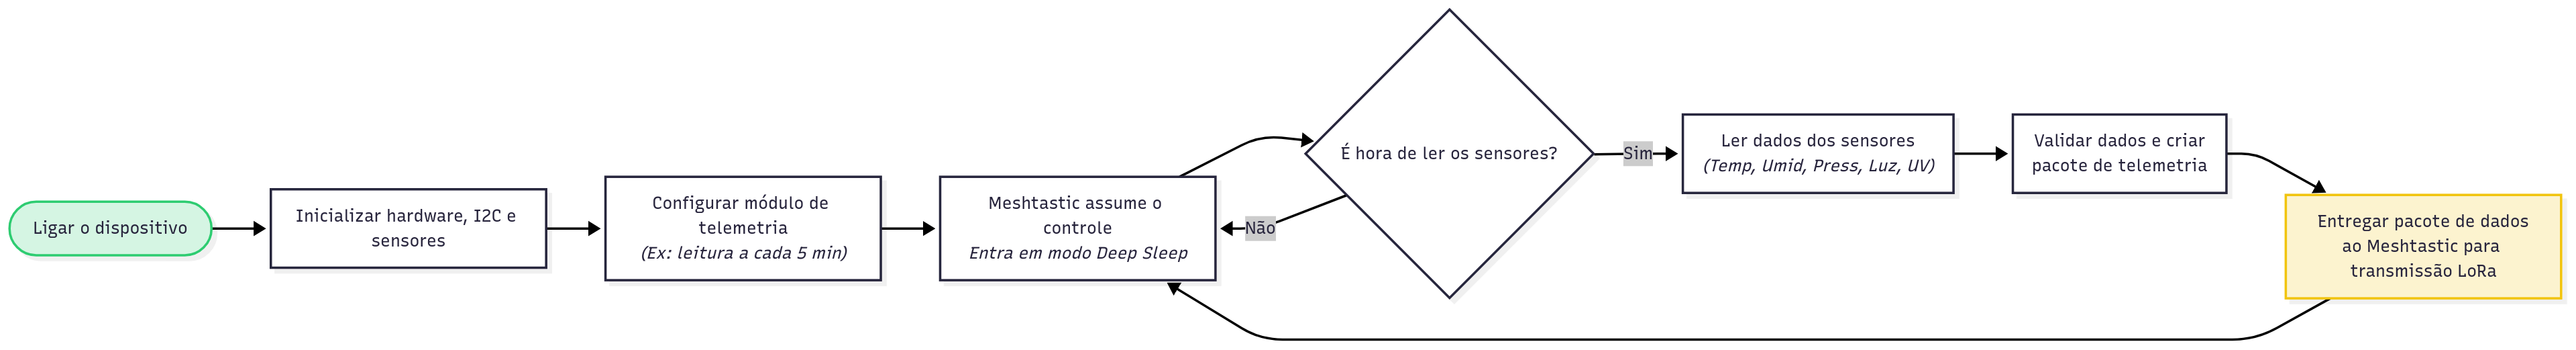 Ligar o dispositivo
Inicializar hardware, I2C e
sensores
Configurar módulo de
telemetria
(Ex: leitura a cada 5 min)
Meshtastic assume o
controle
Entra em modo Deep Sleep
É hora de ler os sensores?
Não
Sim
Ler dados dos sensores
(Temp, Umid, Press, Luz, UV)
Validar dados e criar
pacote de telemetria
Entregar pacote de dados
ao Meshtastic para
transmissão LoRa